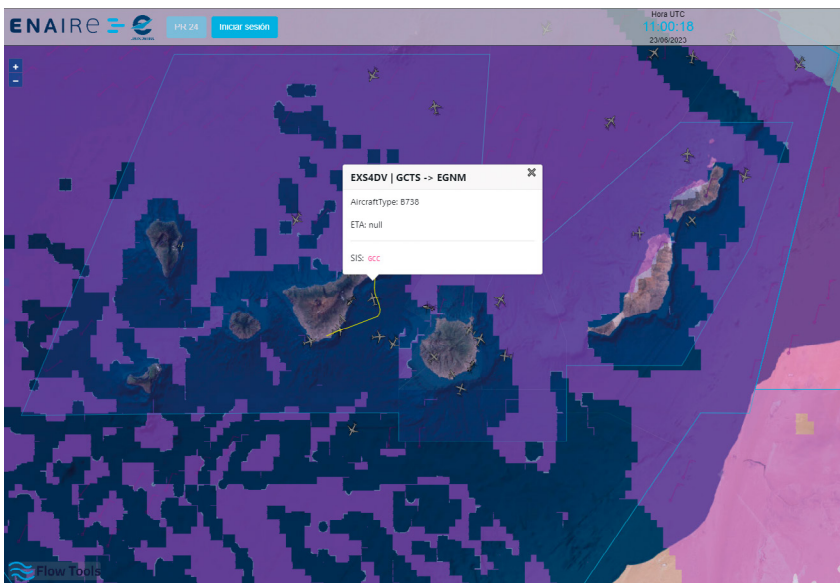 ENAIRE
PR 24
Iniciar sesión
Hora UTC
11:00:18
23/06/2023
+
-
EXS4DV | GCTS -> EGNM
AircraftType: B738
ETA: null
SIS: GCC
Flow Tools